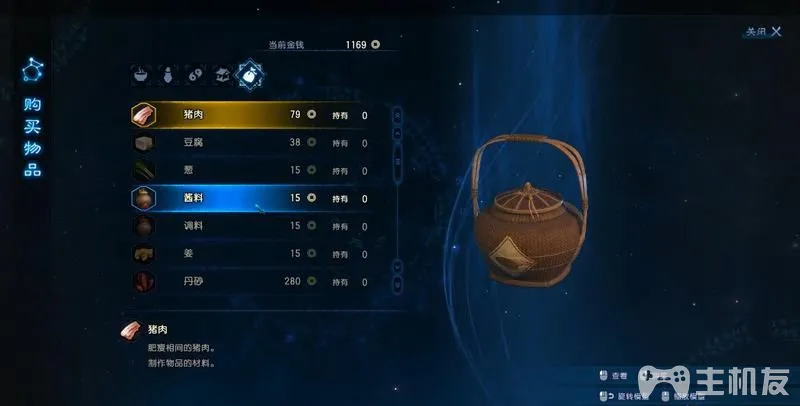 当前金钱 1169
关闭
购买物品
猪肉 79 持有 0
豆腐 38 持有 0
葱 15 持有 0
酱料 15 持有 0
调料 15 持有 0
姜 15 持有 0
丹砂 280 持有 0
猪肉
肥瘦相间的猪肉。
制作物品的材料。
查看
旋转模型 缩放模型
主机友